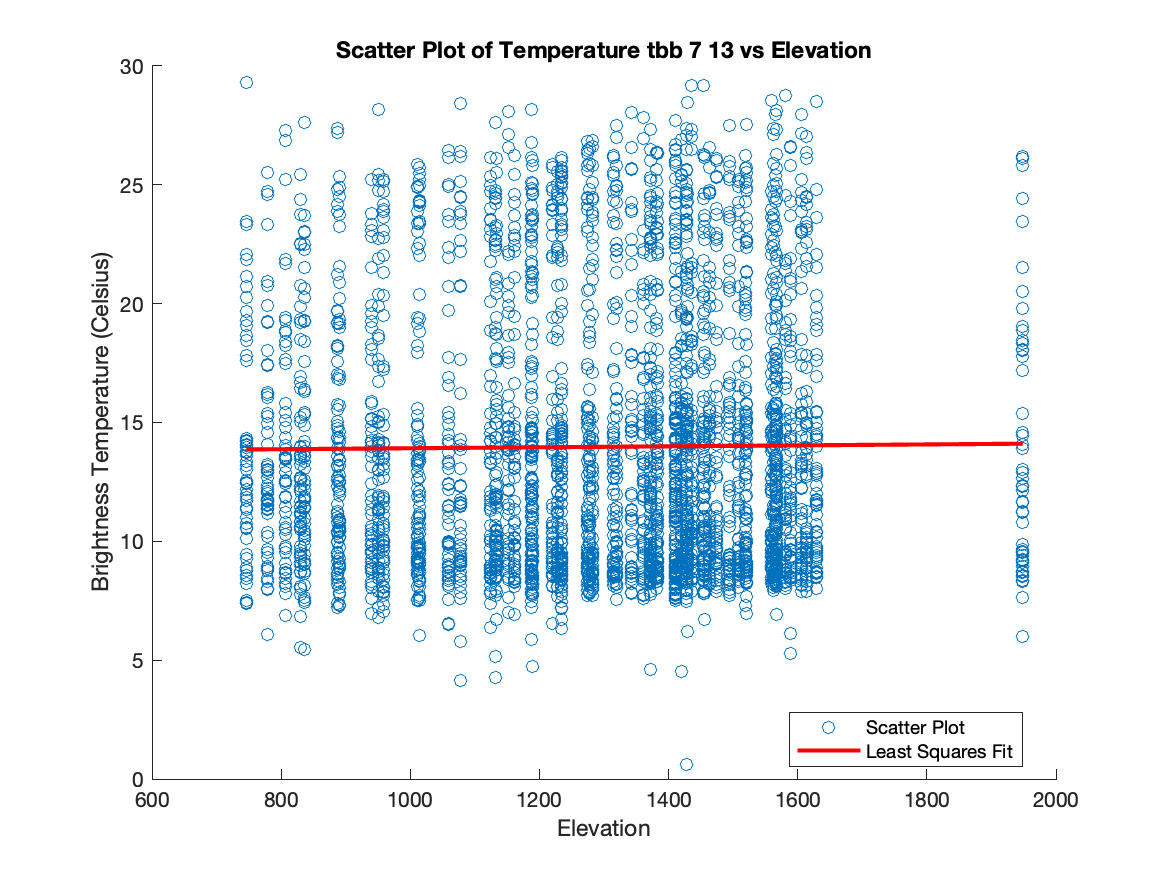 Scatter Plot of Temperature tbb 7 13 vs Elevation
30
25
20
15
10
5
0
Brightness Temperature (Celsius)
600 800 1000 1200 1400 1600 1800 2000
Elevation
Scatter Plot
Least Squares Fit